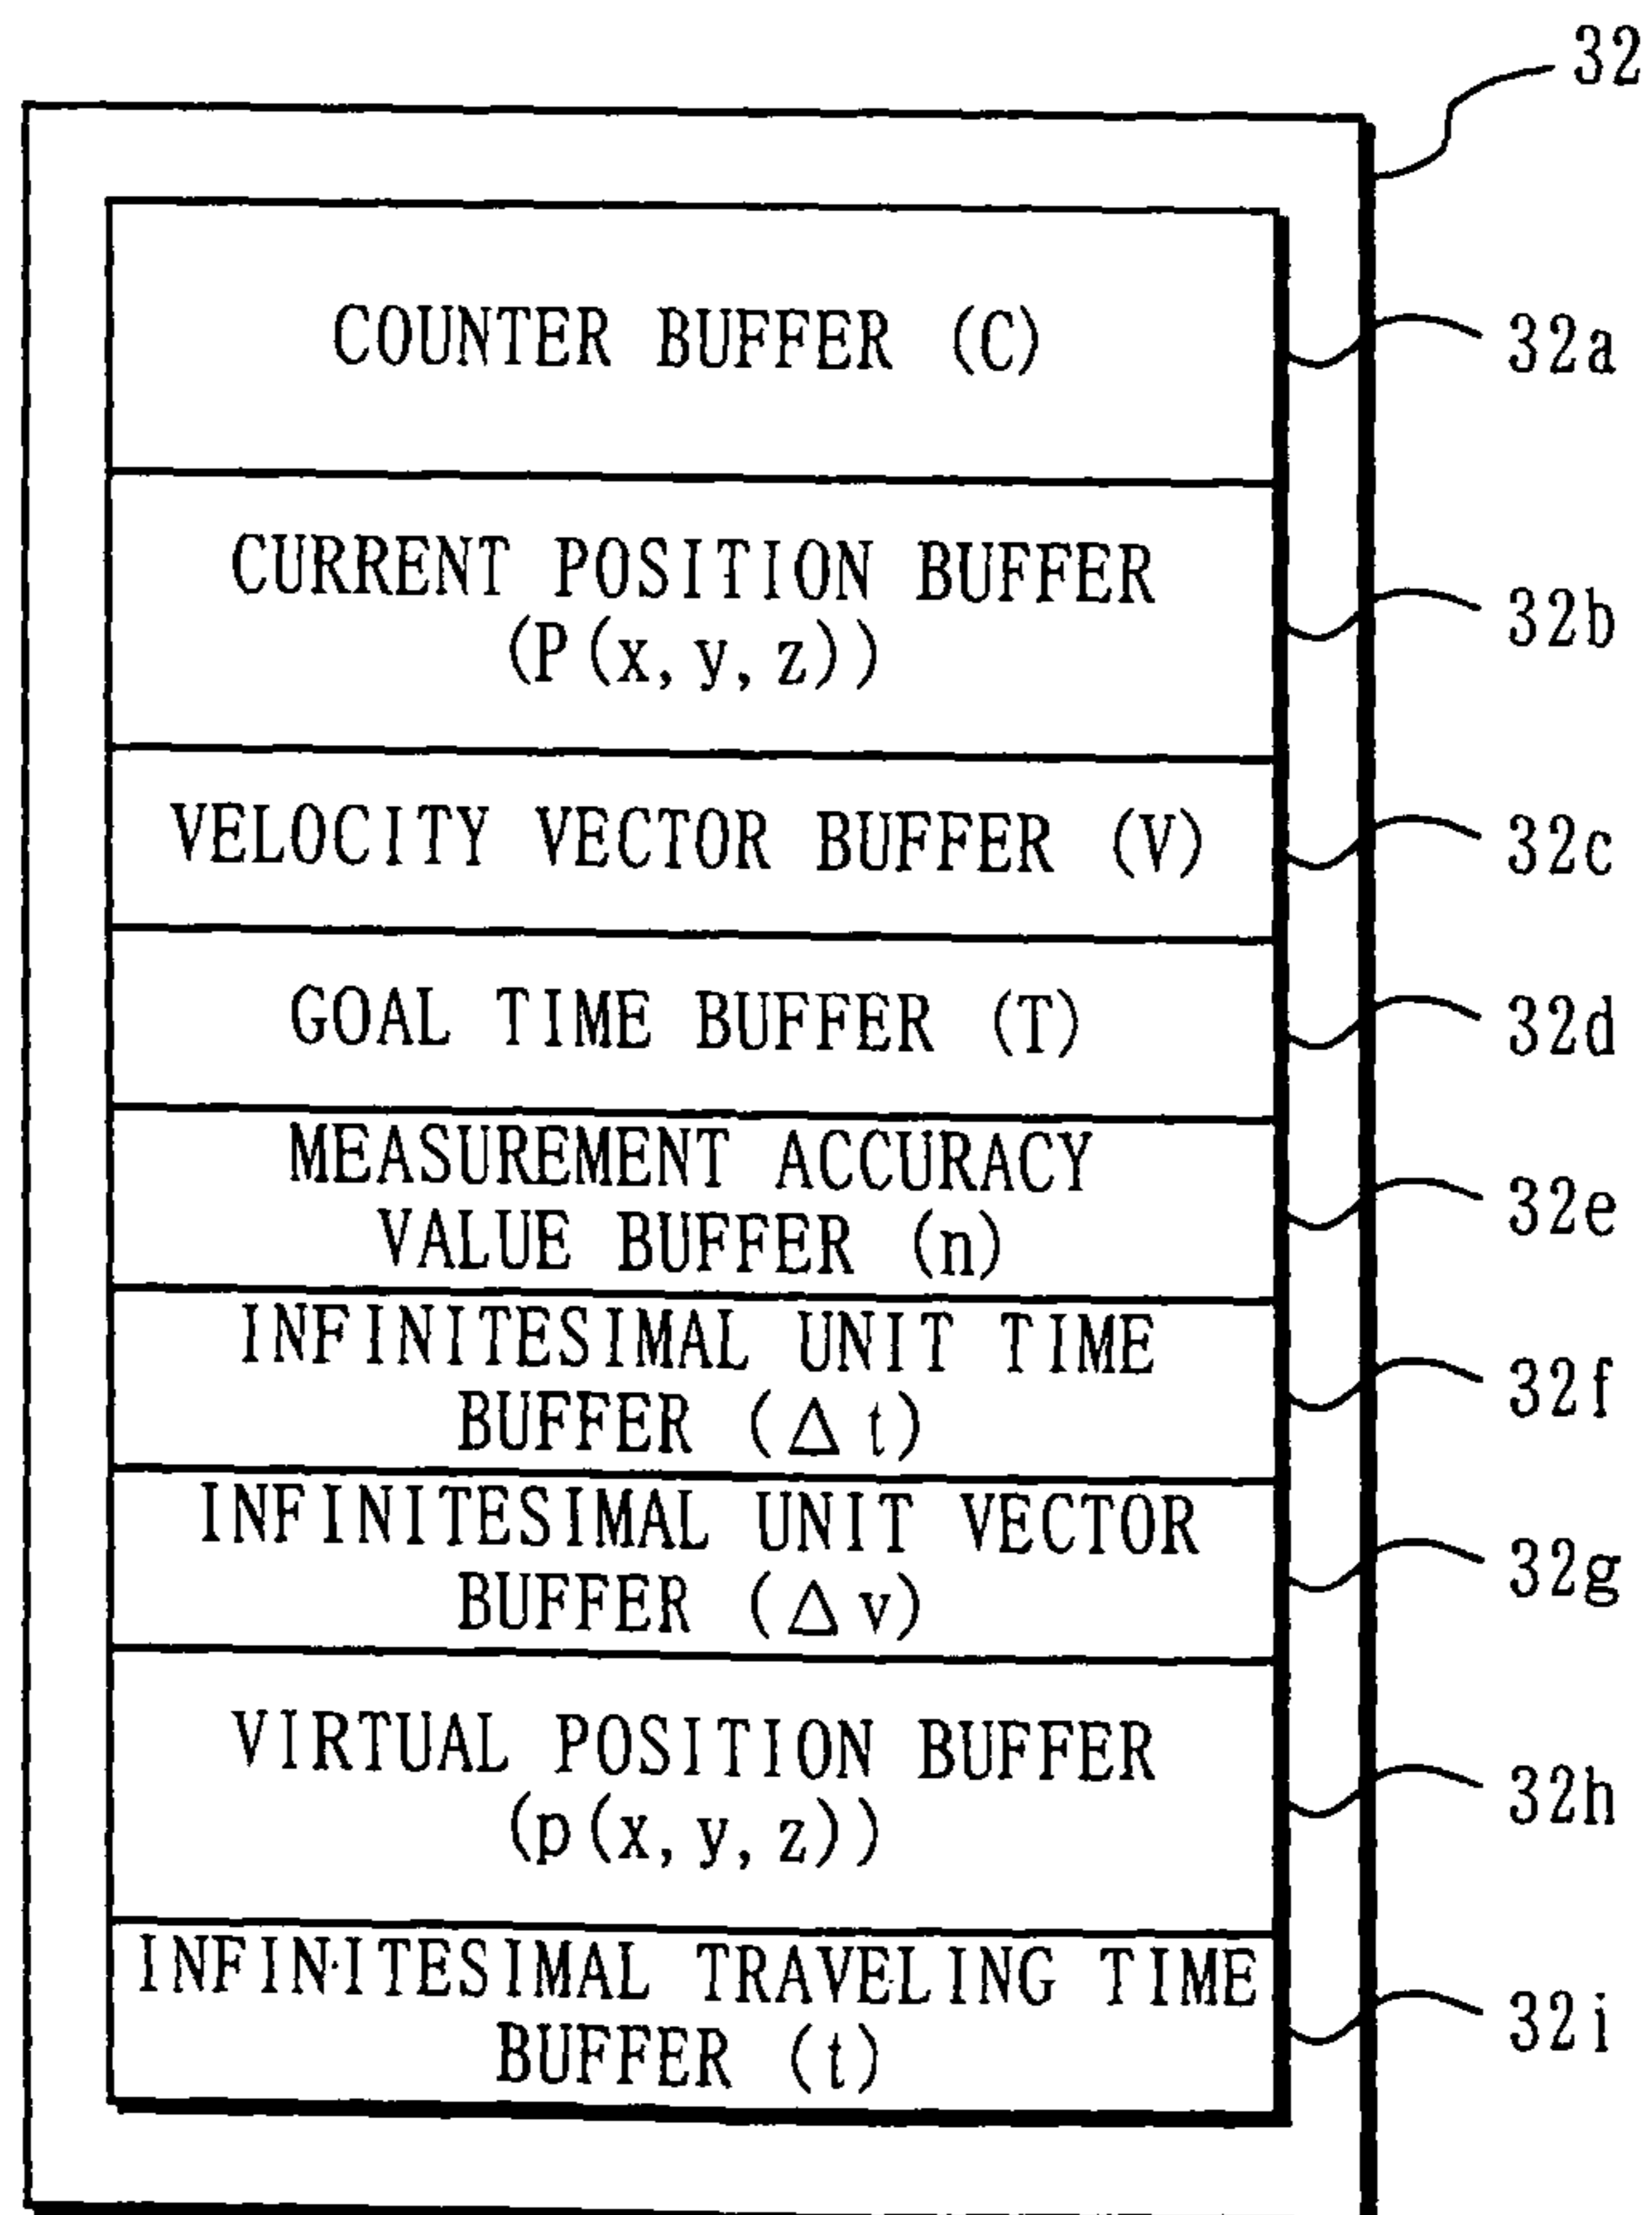 32
COUNTER BUFFER (C)
32a
CURRENT POSITION BUFFER
(P(x, y, z))
32b
VELOCITY VECTOR BUFFER (V)
32c
GOAL TIME BUFFER (T)
32d
MEASUREMENT ACCURACY
VALUE BUFFER (n)
32e
INFINITESIMAL UNIT TIME
BUFFER (Δt)
32f
INFINITESIMAL UNIT VECTOR
BUFFER (Δv)
32g
VIRTUAL POSITION BUFFER
(p(x, y, z))
32h
INFINITESIMAL TRAVELING TIME
BUFFER (t)
32i